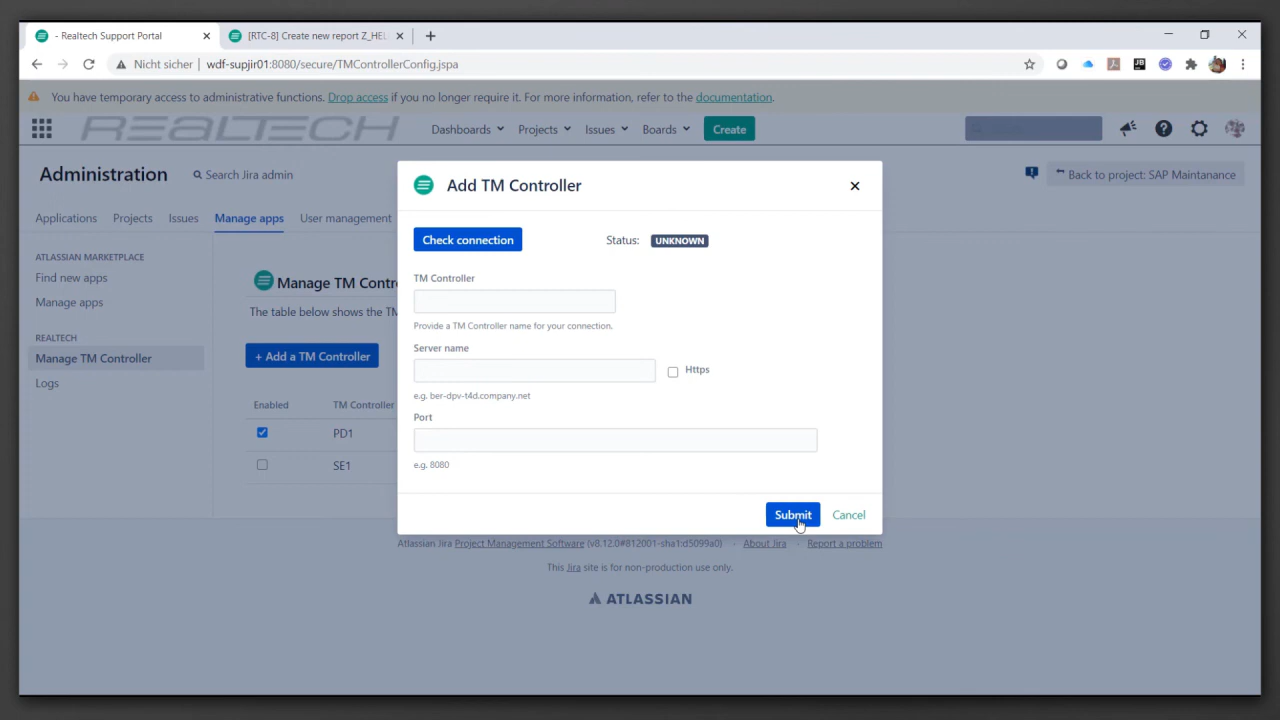 - Realtech Support Portal
[RTC-8] Create new report Z_HEL
Nicht sicher | wdf-supjir01:8080/secure/TMControllerConfig.jspa
You have temporary access to administrative functions. Drop access if you no longer require it. For more information, refer to the documentation.
REALTECH
Dashboards
Projects
Issues
Boards
Create
Administration
Search Jira admin
Back to project: SAP Maintanance
Applications
Projects
Issues
Manage apps
User management
ATLASSIAN MARKETPLACE
Find new apps
Manage apps
REALTECH
Manage TM Controller
Logs
Manage TM Contr
The table below shows the TM
+ Add a TM Controller
Enabled
TM Controller
PD1
SE1
Add TM Controller
Check connection
Status:
UNKNOWN
TM Controller
Provide a TM Controller name for your connection.
Server name
Https
e.g. ber-dpv-t4d.company.net
Port
e.g. 8080
Submit
Cancel
Atlassian Jira Project Management Software (v8.12.0#812001-sha1:d5099a0) · About Jira · Report a problem
This Jira site is for non-production use only.
ATLASSIAN